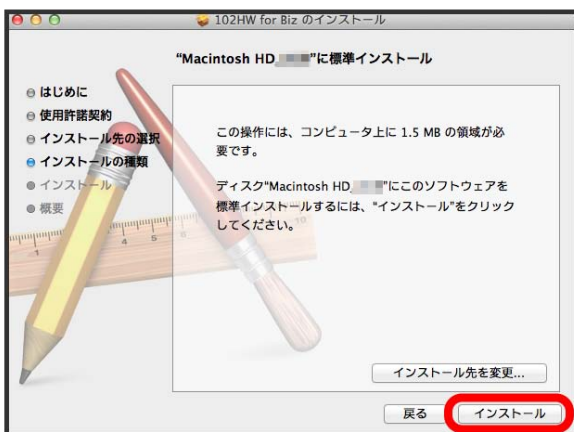 102HW for Biz のインストール
“Macintosh HD ”に標準インストール
はじめに
使用許諾契約
インストール先の選択
インストールの種類
インストール
概要
この操作には、コンピュータ上に 1.5 MB の領域が必
要です。
ディスク“Macintosh HD ”にこのソフトウェアを
標準インストールするには、“インストール”をクリック
してください。
1 4 5 6 10
インストール先を変更...
戻る インストール